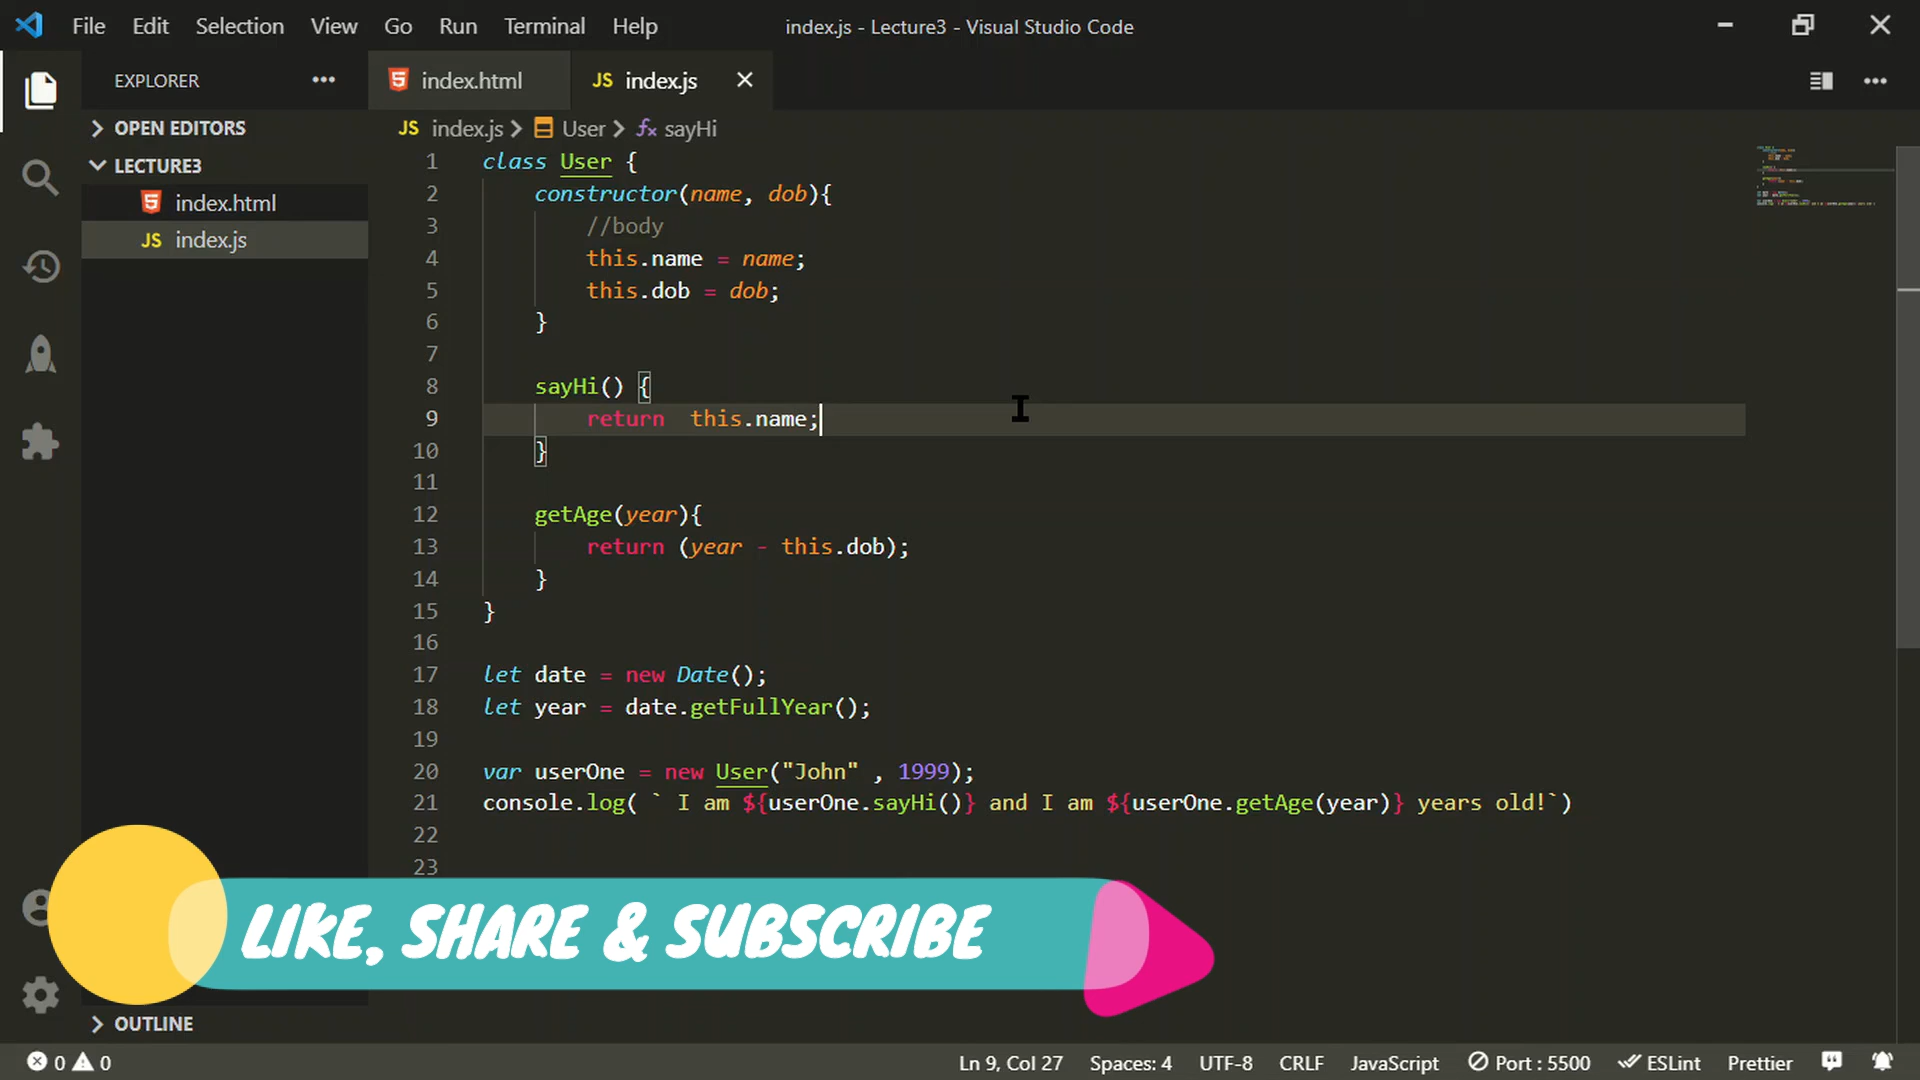 File Edit Selection View Go Run Terminal Help index.js - Lecture3 - Visual Studio Code
EXPLORER
OPEN EDITORS
LECTURE3
index.html
JS index.js
OUTLINE
index.html JS index.js
JS index.js > User > sayHi
1 class User {
2 constructor(name, dob){
3 //body
4 this.name = name;
5 this.dob = dob;
6 }
7
8 sayHi() {
9 return  this.name;
10 }
11
12 getAge(year){
13 return (year - this.dob);
14 }
15 }
16
17 let date = new Date();
18 let year = date.getFullYear();
19
20 var userOne = new User("John" , 1999);
21 console.log( ` I am ${userOne.sayHi()} and I am ${userOne.getAge(year)} years old!`)
22
23
LIKE, SHARE & SUBSCRIBE
0 0 Ln 9, Col 27 Spaces: 4 UTF-8 CRLF JavaScript Port : 5500 ESLint Prettier